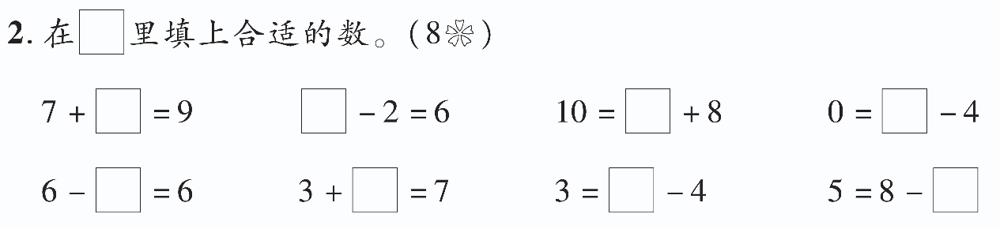 2. 在□里填上合适的数。(8❀)
7 + □ = 9 □ - 2 = 6 10 = □ + 8 0 = □ - 4
6 - □ = 6 3 + □ = 7 3 = □ - 4 5 = 8 - □